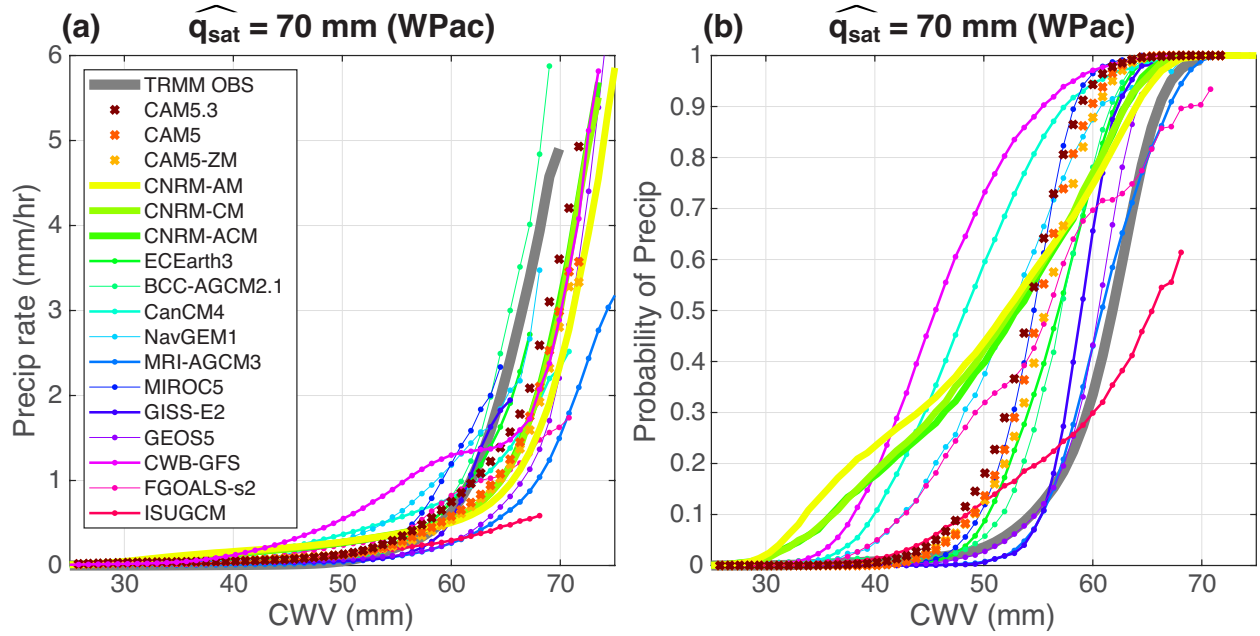 (a) q_sat = 70 mm (WPac)
Precip rate (mm/hr)
6
5
4
3
2
1
0
TRMM OBS
CAM5.3
CAM5
CAM5-ZM
CNRM-AM
CNRM-CM
CNRM-ACM
ECEarth3
BCC-AGCM2.1
CanCM4
NavGEM1
MRI-AGCM3
MIROC5
GISS-E2
GEOS5
CWB-GFS
FGOALS-s2
ISUGCM
30 40 50 60 70
CWV (mm)
(b) q_sat = 70 mm (WPac)
Probability of Precip
1
0.9
0.8
0.7
0.6
0.5
0.4
0.3
0.2
0.1
0
30 40 50 60 70
CWV (mm)